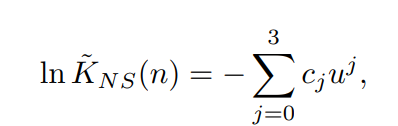 ln K̃_{NS}(n) = − ∑_{j=0}^{3} c_j u^j,